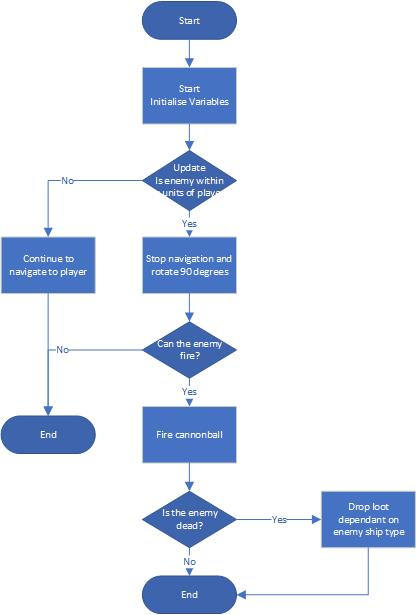 Start
Start
Initialise Variables
Update
Is enemy within
units of player
No
Yes
Continue to
navigate to player
Stop navigation and
rotate 90 degrees
No
Can the enemy
fire?
Yes
End
Fire cannonball
Is the enemy
dead?
Yes
Drop loot
dependant on
enemy ship type
No
End